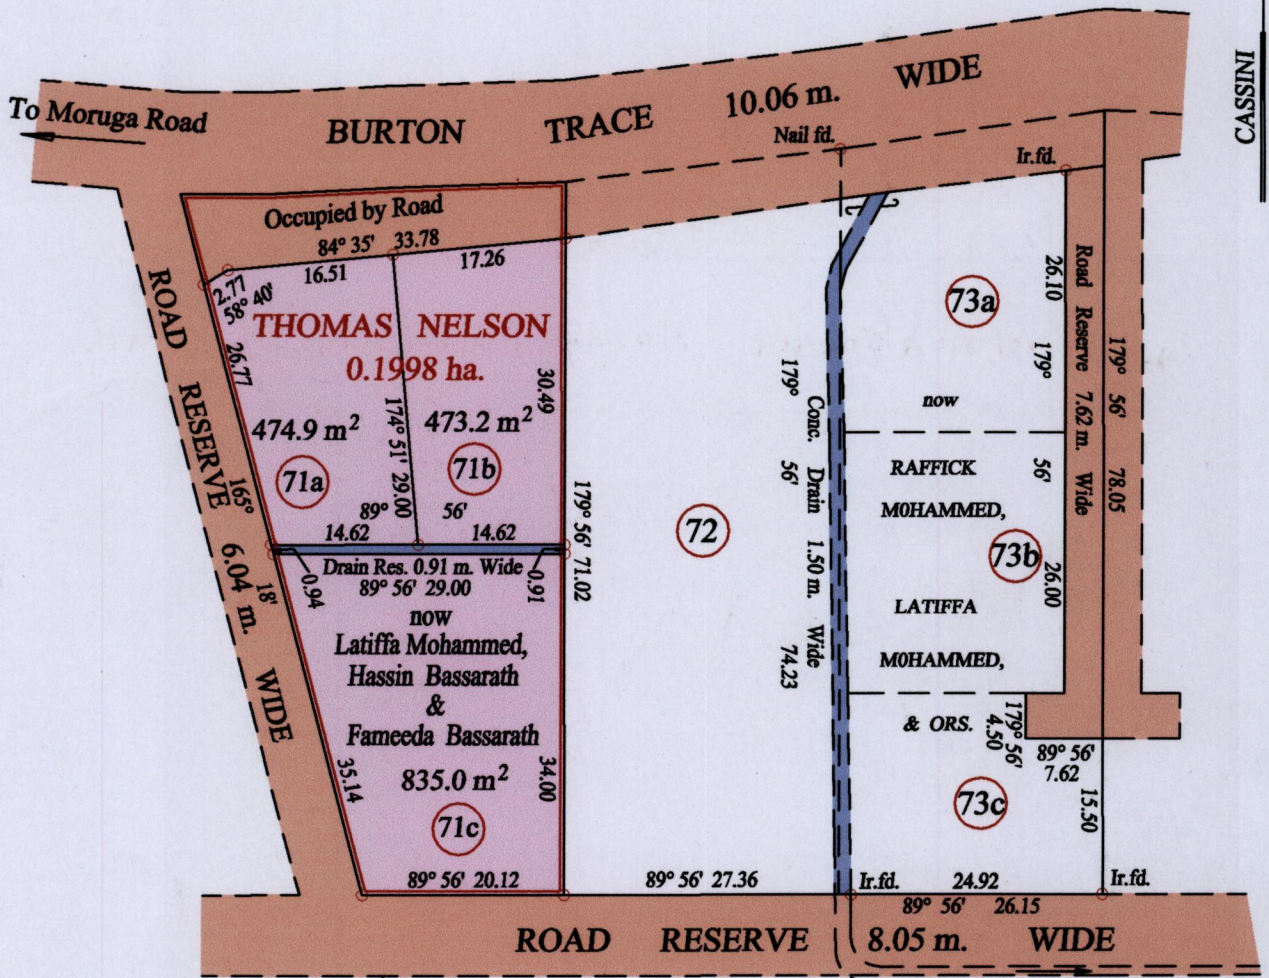 CASSINI
To Moruga Road
BURTON TRACE 10.06 m. WIDE
Nail fd.
Ir.fd.
Occupied by Road
84° 35' 33.78
16.51
17.26
2.77
58° 40'
THOMAS NELSON
0.1998 ha.
26.77
30.49
474.9 m²
473.2 m²
71a
71b
174° 51' 29.00
89° 56'
14.62
14.62
ROAD RESERVE 6.04 m. WIDE
165° 18'
Drain Res. 0.91 m. Wide
89° 56' 29.00
0.94
0.91
now
Latiffa Mohammed,
Hassin Bassarath
&
Fameeda Bassarath
835.0 m²
35.14
34.00
71c
89° 56' 20.12
179° 56' 71.02
72
89° 56' 27.36
Conc. Drain 1.50 m. Wide
179° 56' 74.23
73a
26.10
179° 56'
now
RAFFICK
M0HAMMED,
73b
26.00
LATIFFA
M0HAMMED,
& ORS.
179° 56'
4.50
89° 56'
7.62
73c
15.50
Road Reserve 7.62 m. Wide
179° 56' 78.05
Ir.fd.
24.92
Ir.fd.
89° 56' 26.15
ROAD RESERVE 8.05 m. WIDE